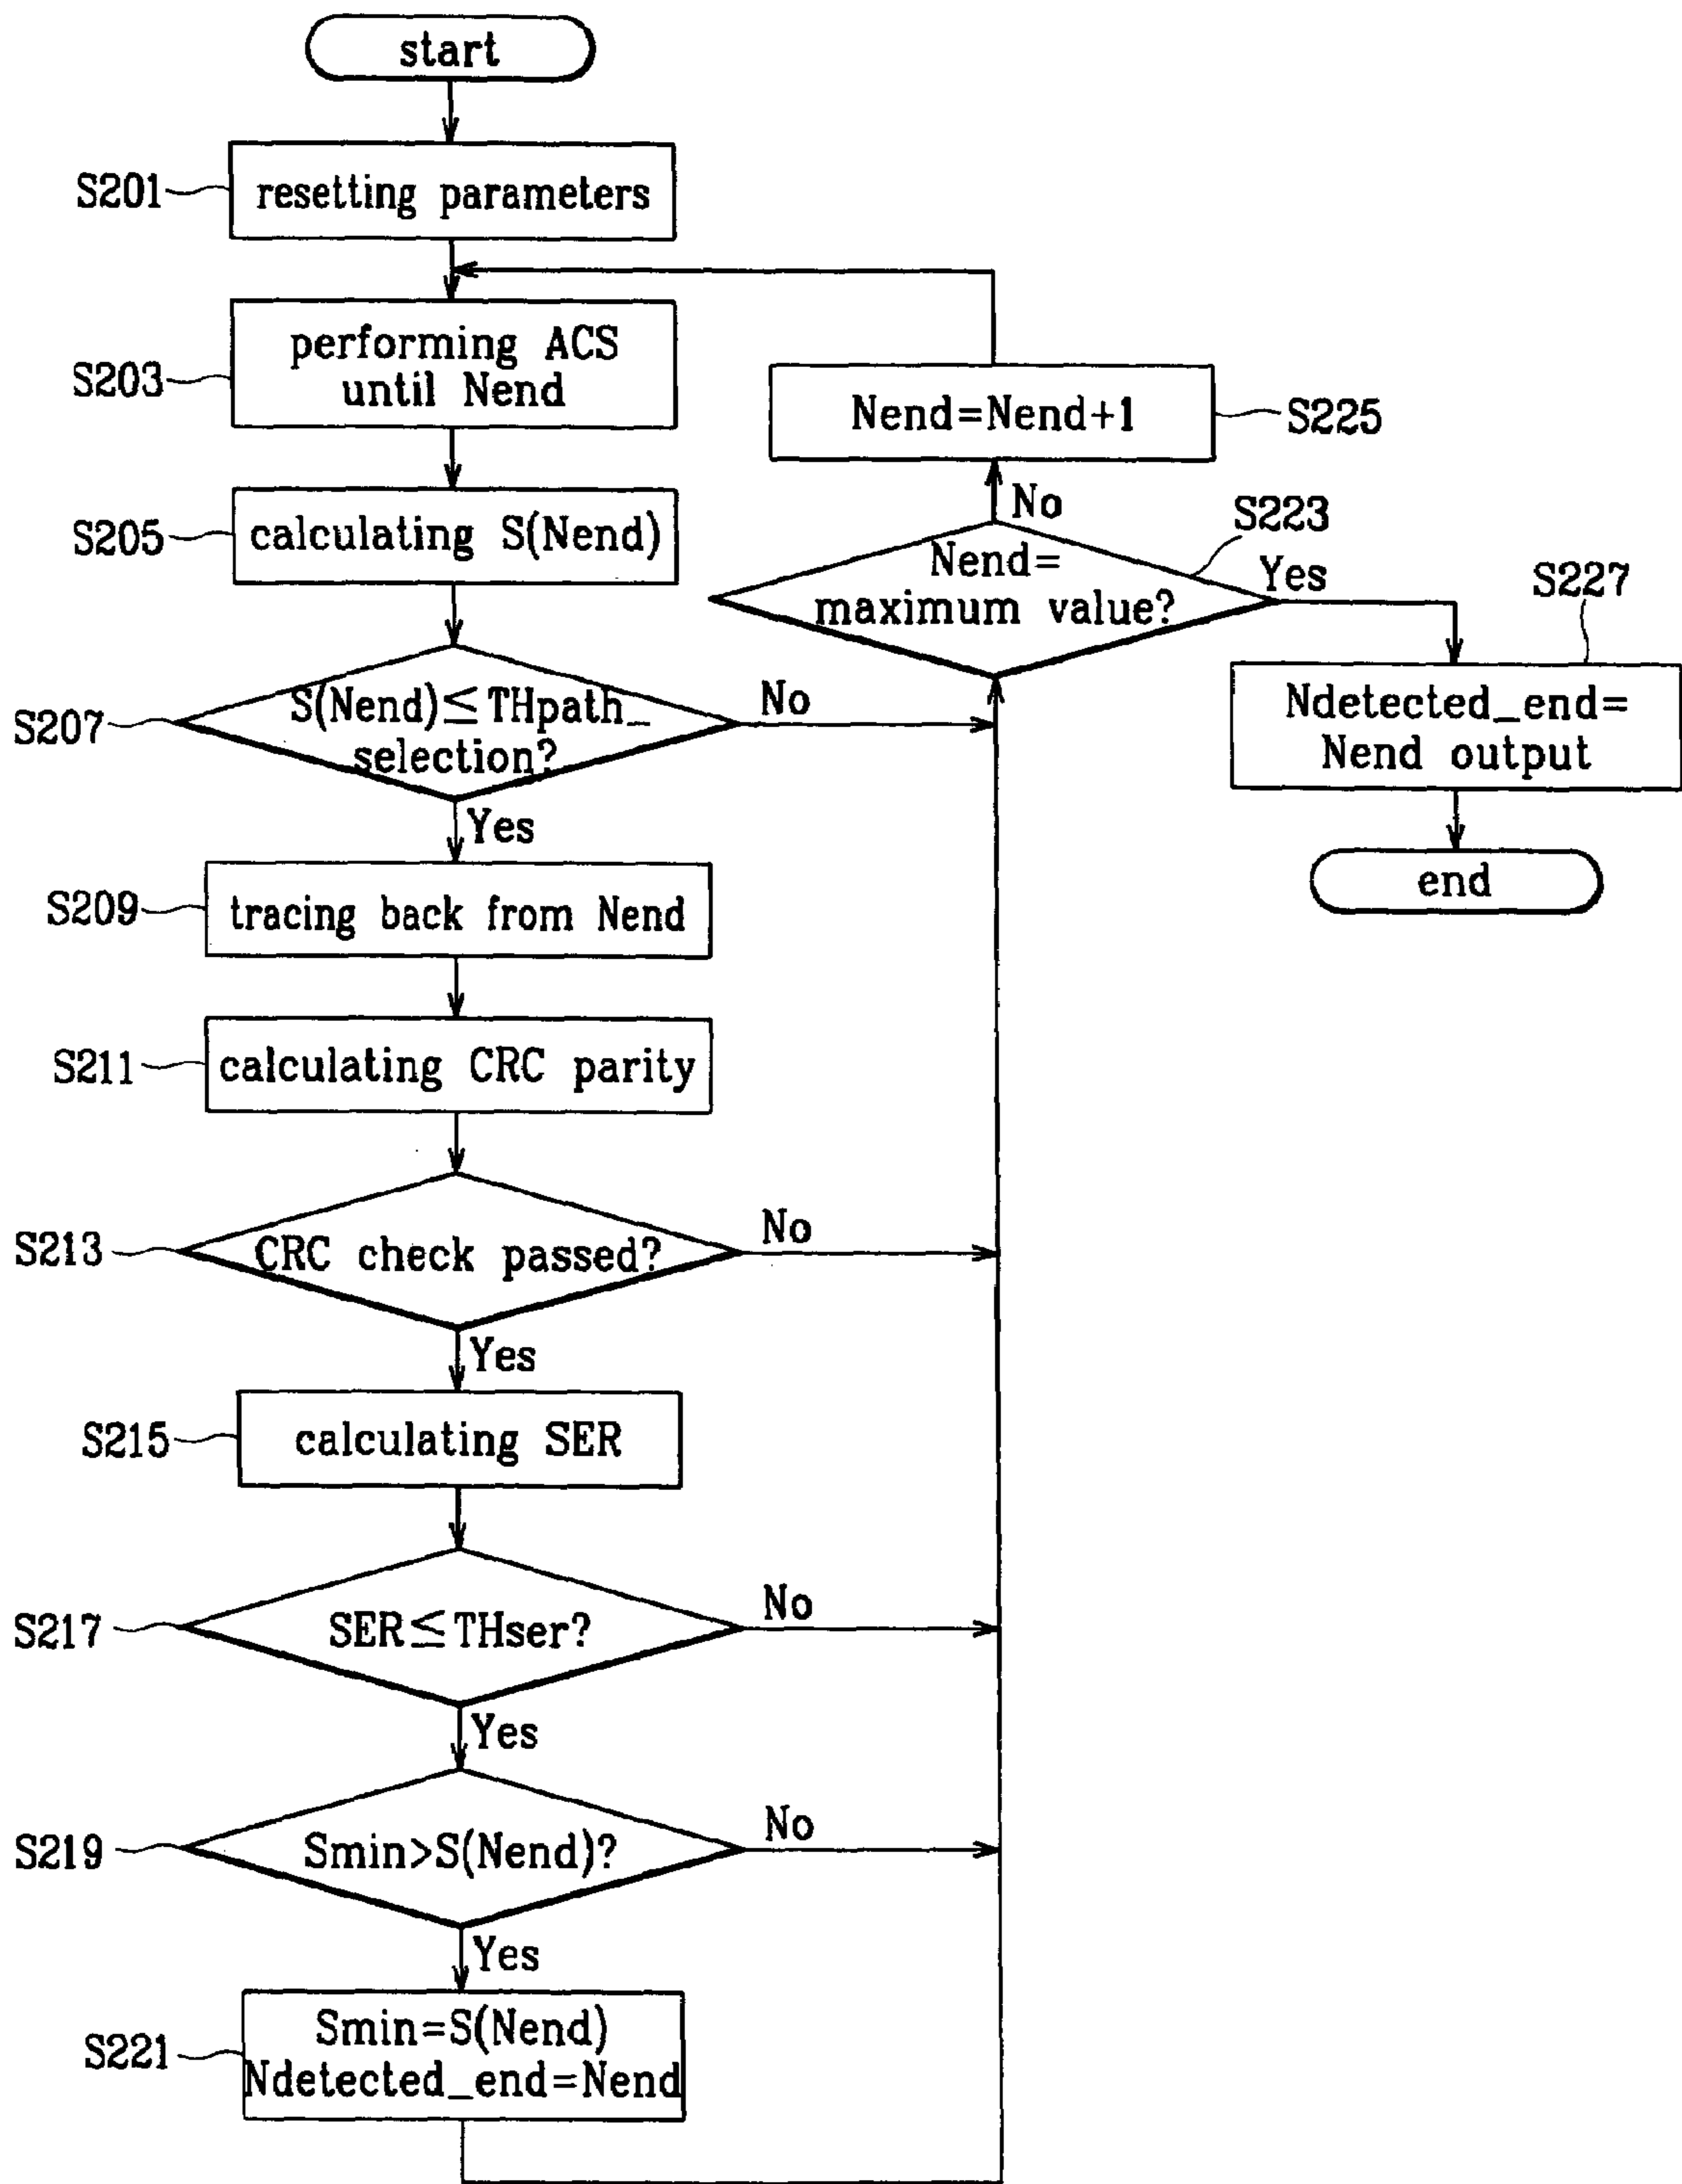 start
S201
resetting parameters
S203
performing ACS
until Nend
S205
calculating S(Nend)
S207
S(Nend)≦THpath_
selection?
No
Yes
S209
tracing back from Nend
S211
calculating CRC parity
S213
CRC check passed?
No
Yes
S215
calculating SER
S217
SER≦THser?
No
Yes
S219
Smin>S(Nend)?
No
Yes
S221
Smin=S(Nend)
Ndetected_end=Nend
Nend=Nend+1
S225
No
S223
Nend=
maximum value?
Yes
S227
Ndetected_end=
Nend output
end